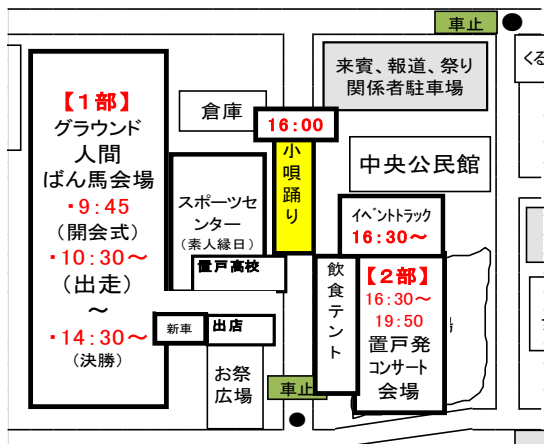 車止
くる
来賓、報道、祭り
関係者駐車場
【１部】
グラウンド
人間
ばん馬会場
・9:45
(開会式)
・10:30～
(出走)
～
・14:30～
(決勝)
倉庫
16:00
小唄踊り
中央公民館
スポーツセ
ンター
(素人縁日)
置戸高校
イベントトラック
16:30～
飲食テント
【２部】
16:30～
19:50
置戸発
コンサート
会場
新車
出店
お祭
広場
車止